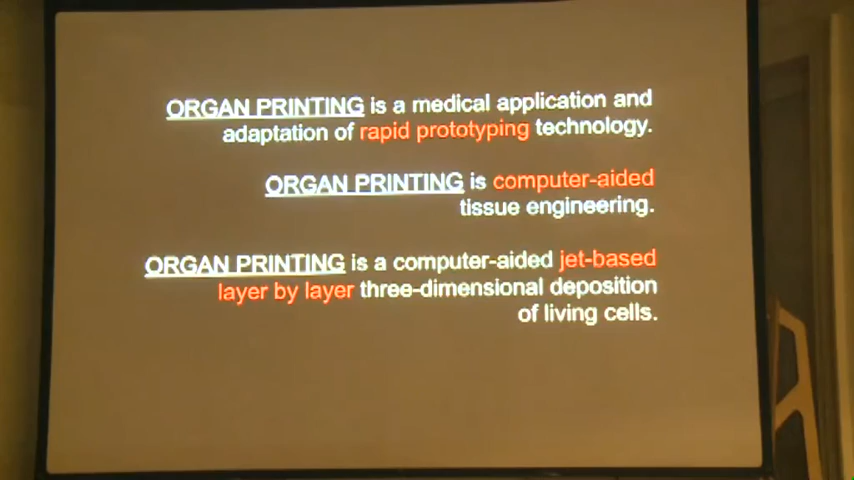 ORGAN PRINTING is a medical application and
adaptation of rapid prototyping technology.
ORGAN PRINTING is computer-aided
tissue engineering.
ORGAN PRINTING is a computer-aided jet-based
layer by layer three-dimensional deposition
of living cells.